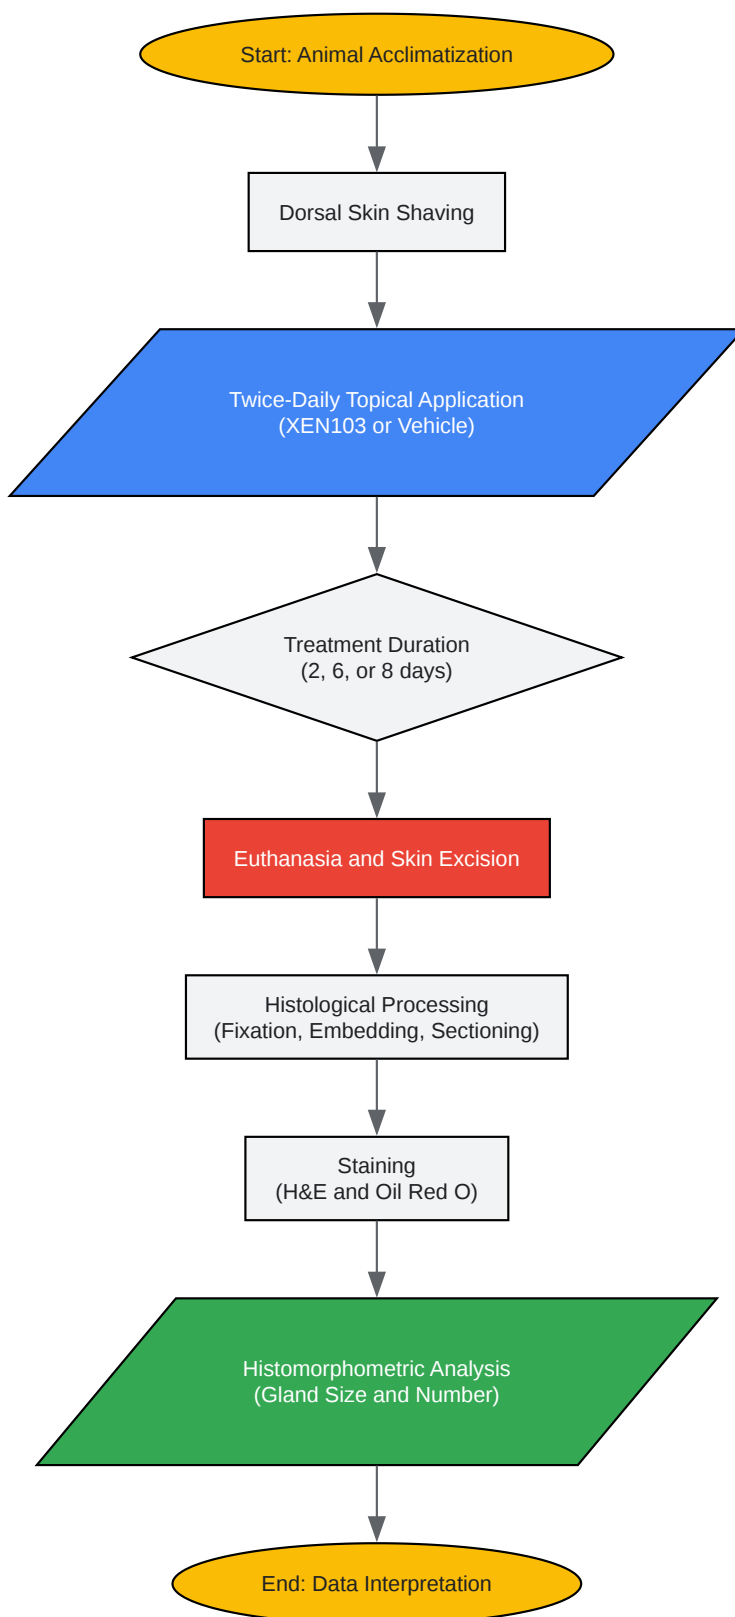 Start: Animal Acclimatization
Dorsal Skin Shaving
Twice-Daily Topical Application
(XEN103 or Vehicle)
Treatment Duration
(2, 6, or 8 days)
Euthanasia and Skin Excision
Histological Processing
(Fixation, Embedding, Sectioning)
Staining
(H&E and Oil Red O)
Histomorphometric Analysis
(Gland Size and Number)
End: Data Interpretation